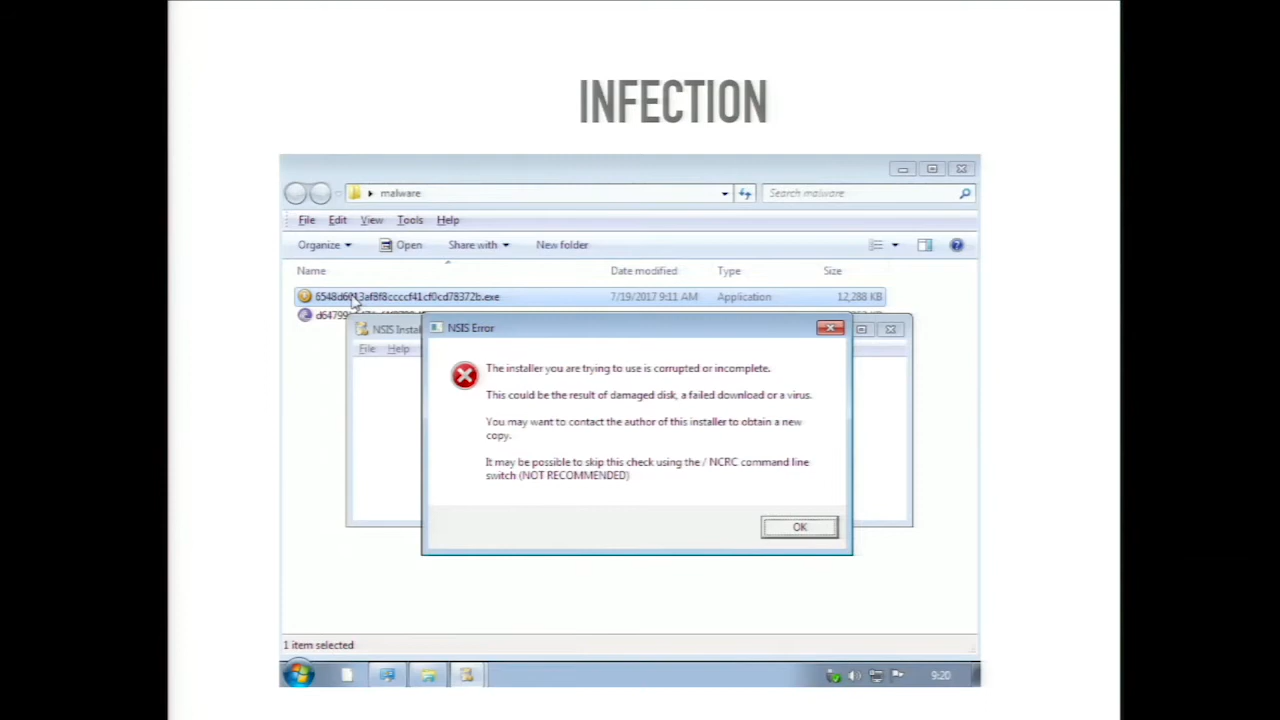 INFECTION
malware
Search malware
File Edit View Tools Help
Organize Open Share with New folder
Name Date modified Type Size
7/19/2017 9:11 AM Application 12,288 KB
NSIS Error
File Help
The installer you are trying to use is corrupted or incomplete.
This could be the result of damaged disk, a failed download or a virus.
You may want to contact the author of this installer to obtain a new
copy.
It may be possible to skip this check using the / NCRC command line
switch (NOT RECOMMENDED)
OK
1 item selected
9:20